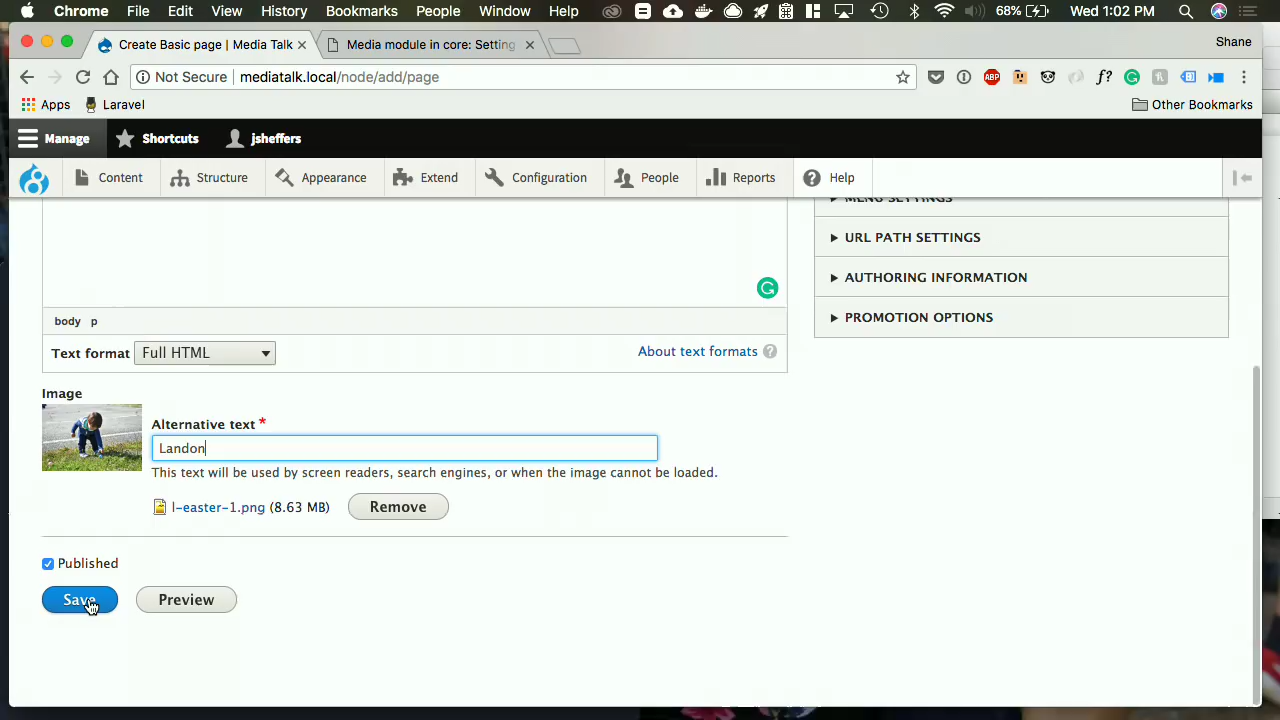 Chrome File Edit View History Bookmarks People Window Help 68% Wed 1:02 PM
Create Basic page | Media Talk Media module in core: Setting Shane
Not Secure mediatalk.local/node/add/page ABP f?
Apps Laravel Other Bookmarks
Manage Shortcuts jsheffers
Content Structure Appearance Extend Configuration People Reports Help
MENU SETTINGS
URL PATH SETTINGS
AUTHORING INFORMATION
PROMOTION OPTIONS
body p
Text format Full HTML About text formats ?
Image
Alternative text *
Landon
This text will be used by screen readers, search engines, or when the image cannot be loaded.
l-easter-1.png (8.63 MB) Remove
Published
Save Preview